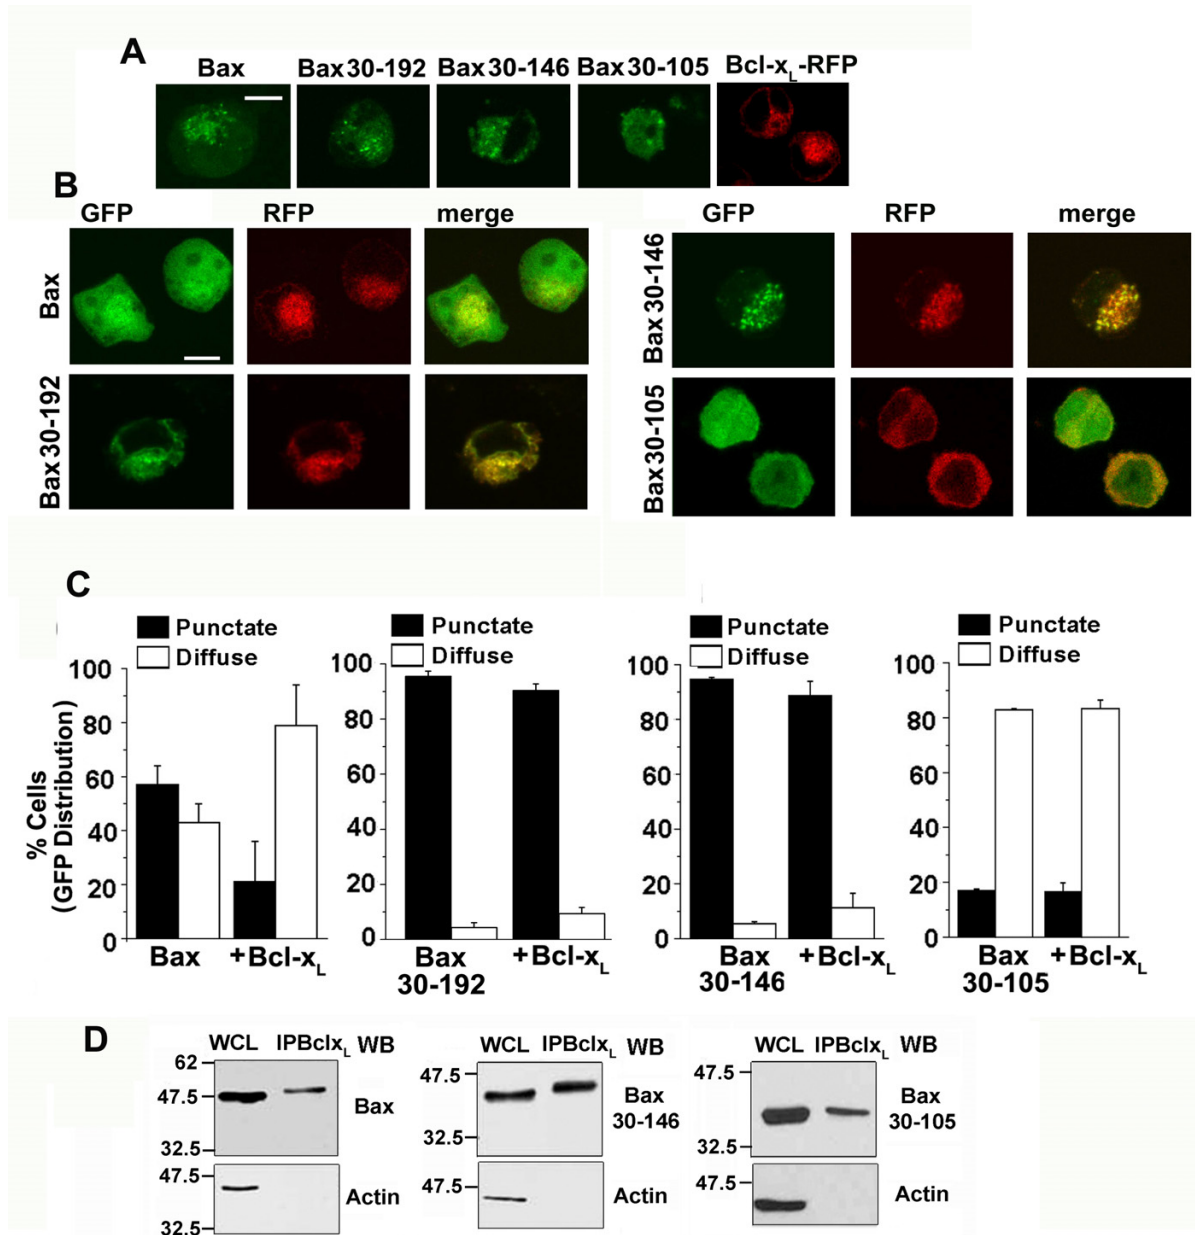 A
Bax
Bax 30-192
Bax 30-146
Bax 30-105
Bcl-xL-RFP
B
GFP
RFP
merge
GFP
RFP
merge
Bax
Bax 30-146
Bax 30-192
Bax 30-105
C
Punctate
Diffuse
Punctate
Diffuse
Punctate
Diffuse
Punctate
Diffuse
% Cells
(GFP Distribution)
100
80
60
40
20
0
Bax
+Bcl-xL
100
80
60
40
20
0
Bax
30-192
+Bcl-xL
100
80
60
40
20
0
Bax
30-146
+Bcl-xL
100
80
60
40
20
0
Bax
30-105
+Bcl-xL
D
WCL IPBclxL WB
62
47.5
32.5
Bax
47.5
32.5
Actin
WCL IPBclxL WB
47.5
32.5
Bax
30-146
47.5
Actin
WCL IPBclxL WB
47.5
32.5
Bax
30-105
47.5
Actin